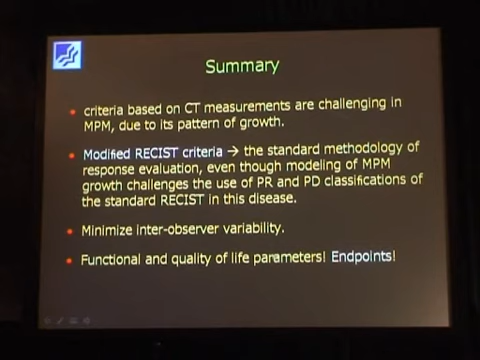 Summary
criteria based on CT measurements are challenging in
MPM, due to its pattern of growth.
Modified RECIST criteria → the standard methodology of
response evaluation, even though modeling of MPM
growth challenges the use of PR and PD classifications of
the standard RECIST in this disease.
Minimize inter-observer variability.
Functional and quality of life parameters! Endpoints!